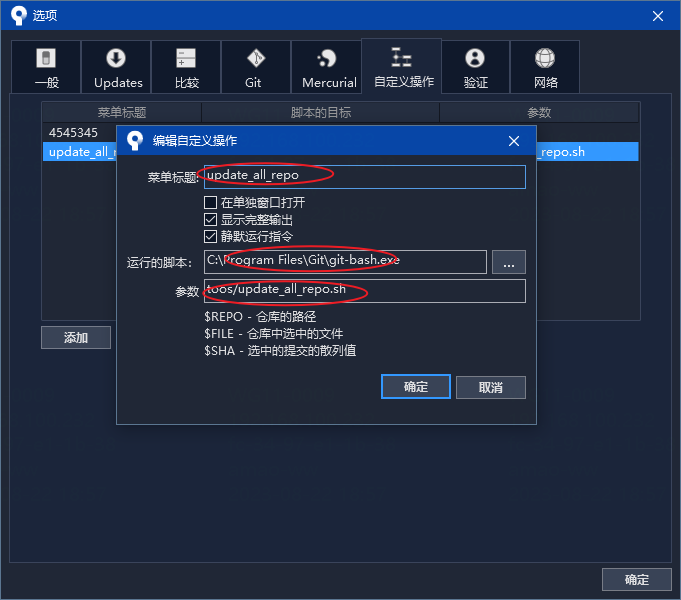 选项
一般
Updates
比较
Git
Mercurial
自定义操作
验证
网络
菜单标题
脚本的目标
参数
4545345
update_all_r
_repo.sh
编辑自定义操作
菜单标题:
update_all_repo
在单独窗口打开
显示完整输出
静默运行指令
运行的脚本:
C:\Program Files\Git\git-bash.exe
...
参数
toos/update_all_repo.sh
$REPO - 仓库的路径
$FILE - 仓库中选中的文件
$SHA - 选中的提交的散列值
添加
确定
取消
确定